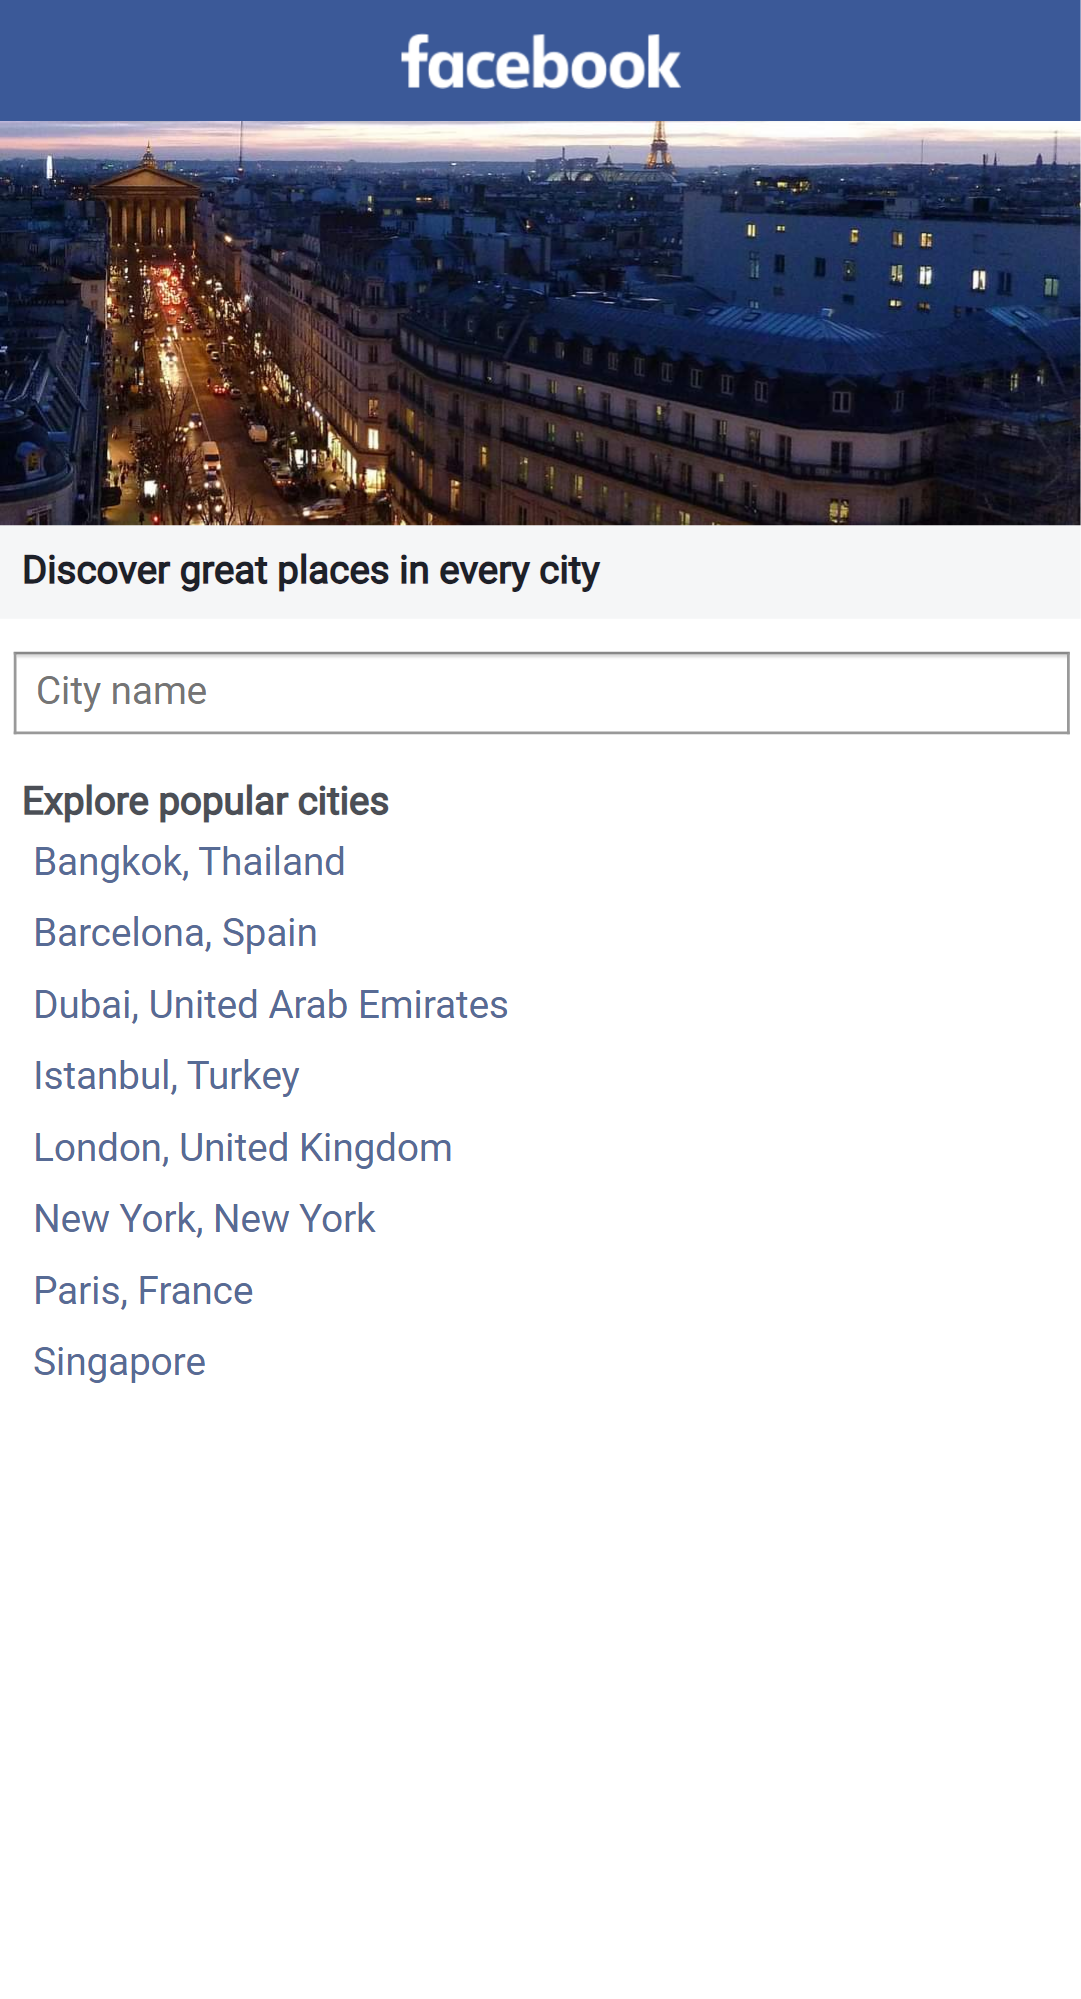 facebook
Discover great places in every city
City name
Explore popular cities
Bangkok, Thailand
Barcelona, Spain
Dubai, United Arab Emirates
Istanbul, Turkey
London, United Kingdom
New York, New York
Paris, France
Singapore